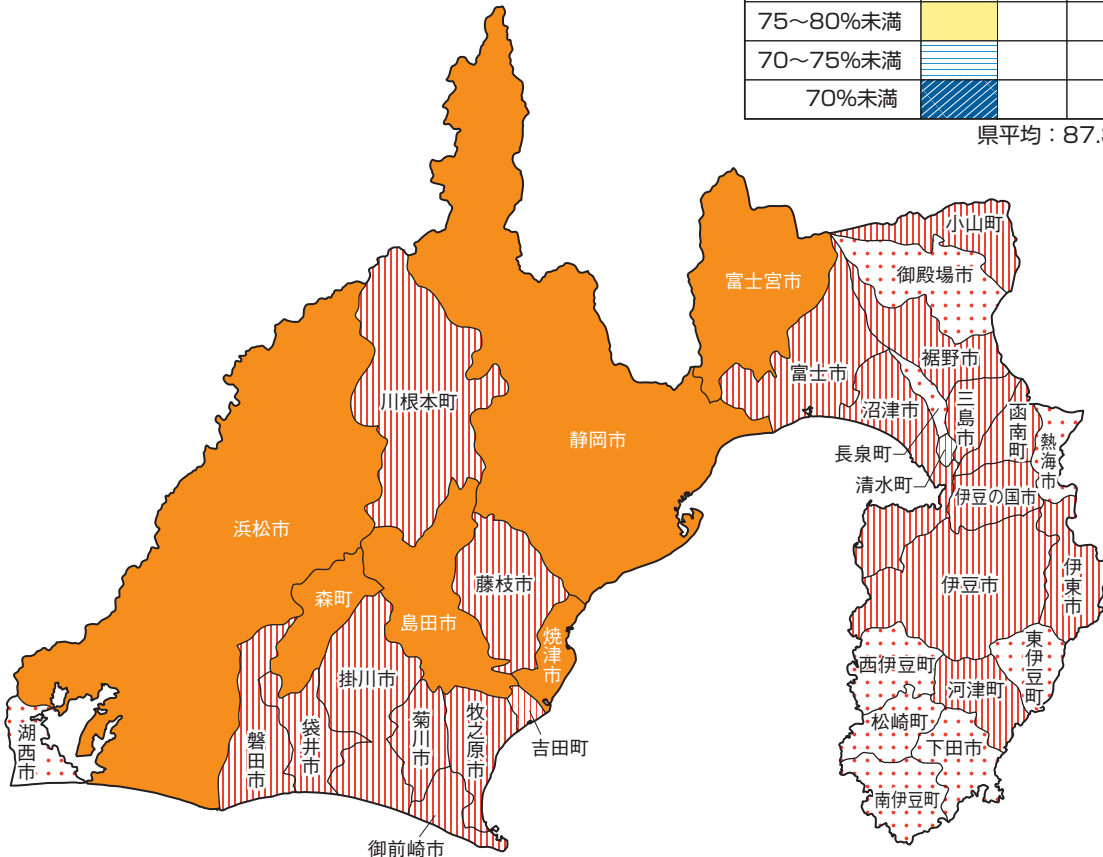 75～80%未満
70～75%未満
70%未満
県平均：87.
小山町
御殿場市
富士宮市
裾野市
富士市
川根本町
沼津市
三島市
函南町
静岡市
熱海市
長泉町
清水町
伊豆の国市
浜松市
藤枝市
伊豆市
伊東市
森町
島田市
焼津市
東伊豆町
西伊豆町
掛川市
河津町
松崎町
菊川市
牧之原市
湖西市
袋井市
磐田市
吉田町
下田市
南伊豆町
御前崎市